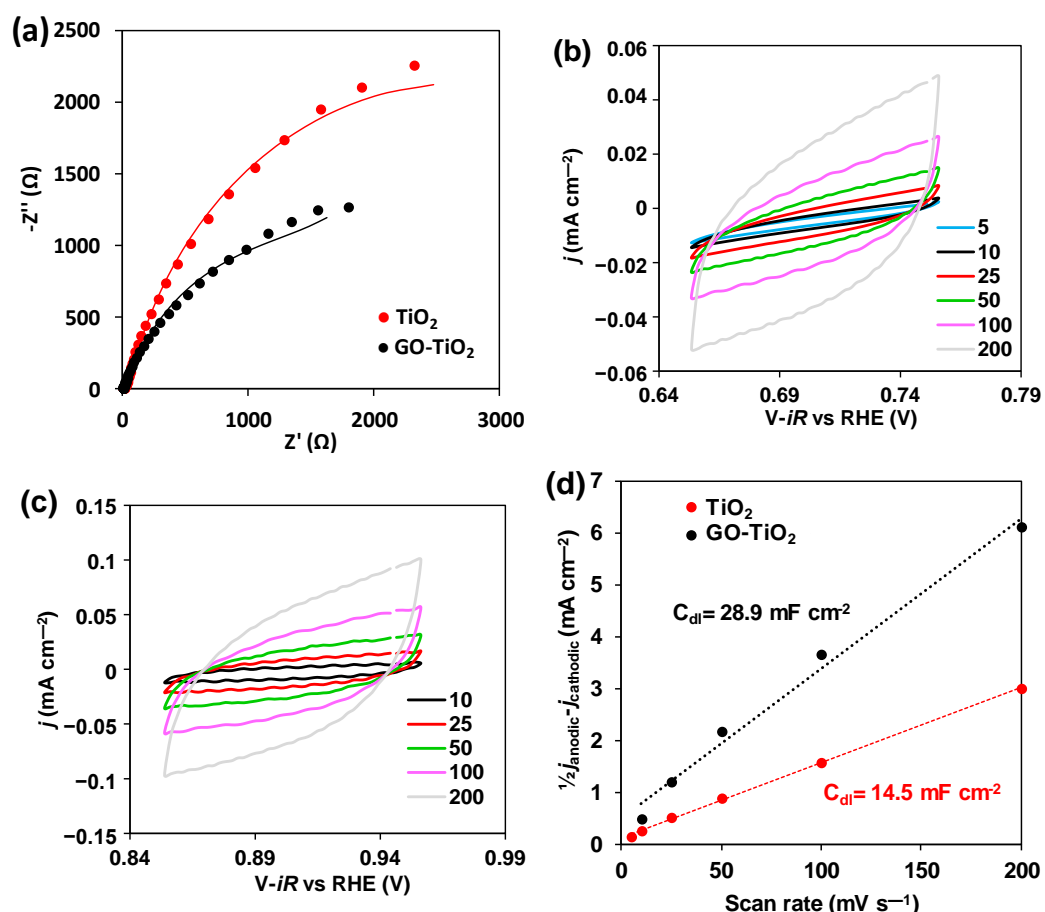 (a)
2500
2000
1500
1000
500
0
-Z'' (Ω)
TiO₂
GO-TiO₂
0 1000 2000 3000
Z' (Ω)
(b)
0.06
0.04
0.02
0
−0.02
−0.04
−0.06
j (mA cm⁻²)
5
10
25
50
100
200
0.64 0.69 0.74 0.79
V-iR vs RHE (V)
(c)
0.15
0.1
0.05
0
−0.05
−0.1
−0.15
j (mA cm⁻²)
10
25
50
100
200
0.84 0.89 0.94 0.99
V-iR vs RHE (V)
(d)
7
6
5
4
3
2
1
0
½janodic-jcathodic (mA cm⁻²)
TiO₂
GO-TiO₂
Cdl= 28.9 mF cm⁻²
Cdl= 14.5 mF cm⁻²
0 50 100 150 200
Scan rate (mV s⁻¹)